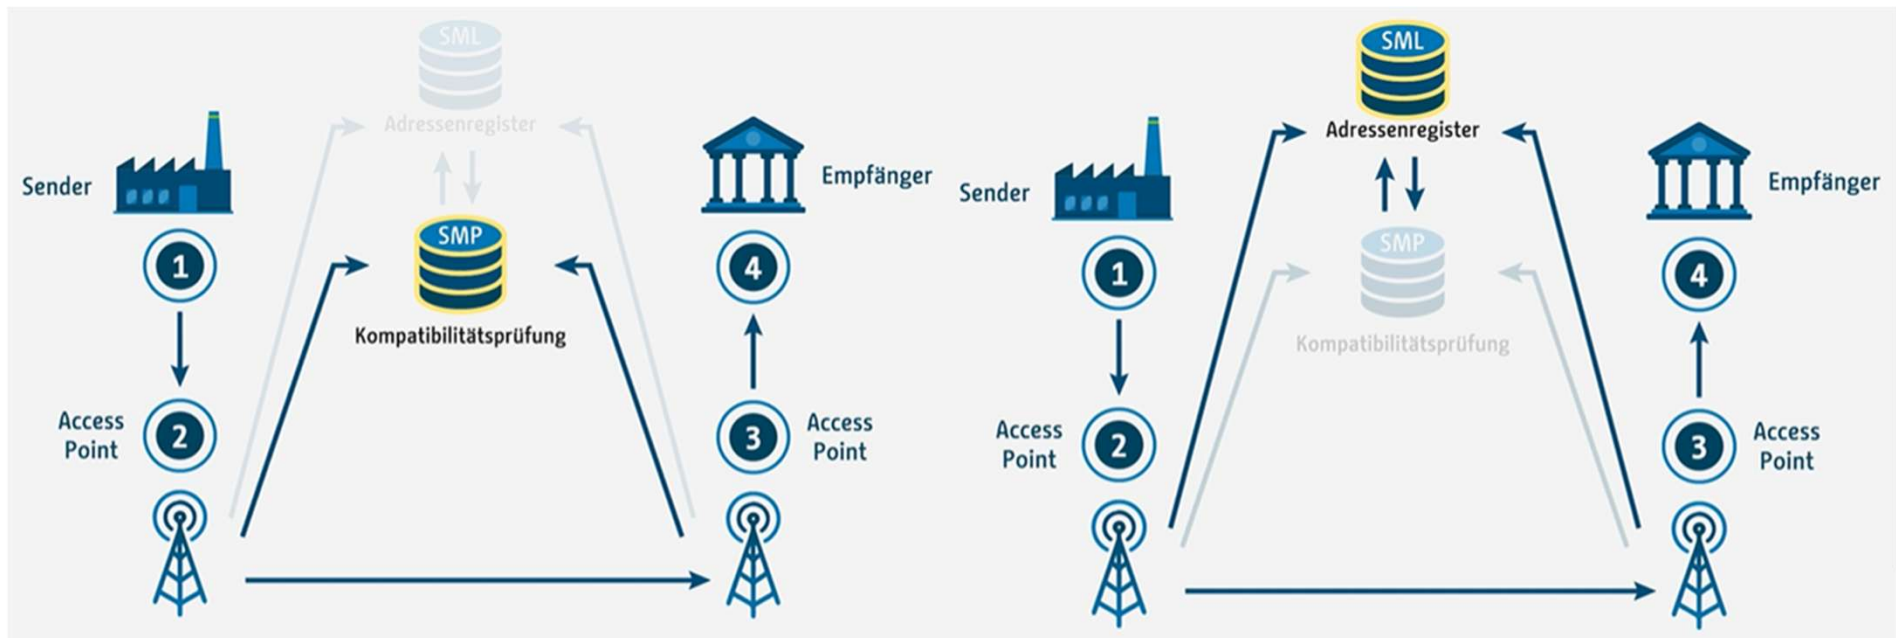 SML
Adressenregister
Sender
Empfänger
SMP
1
4
Kompatibilitätsprüfung
Access
Point
2
3
Access
Point
SML
Adressenregister
Sender
Empfänger
SMP
1
4
Kompatibilitätsprüfung
Access
Point
2
3
Access
Point